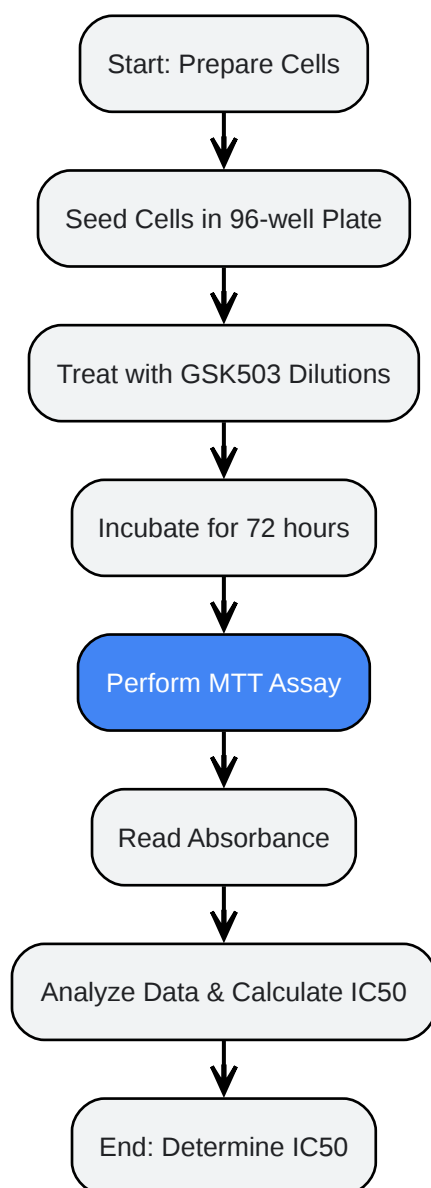 Start: Prepare Cells
Seed Cells in 96-well Plate
Treat with GSK503 Dilutions
Incubate for 72 hours
Perform MTT Assay
Read Absorbance
Analyze Data & Calculate IC50
End: Determine IC50